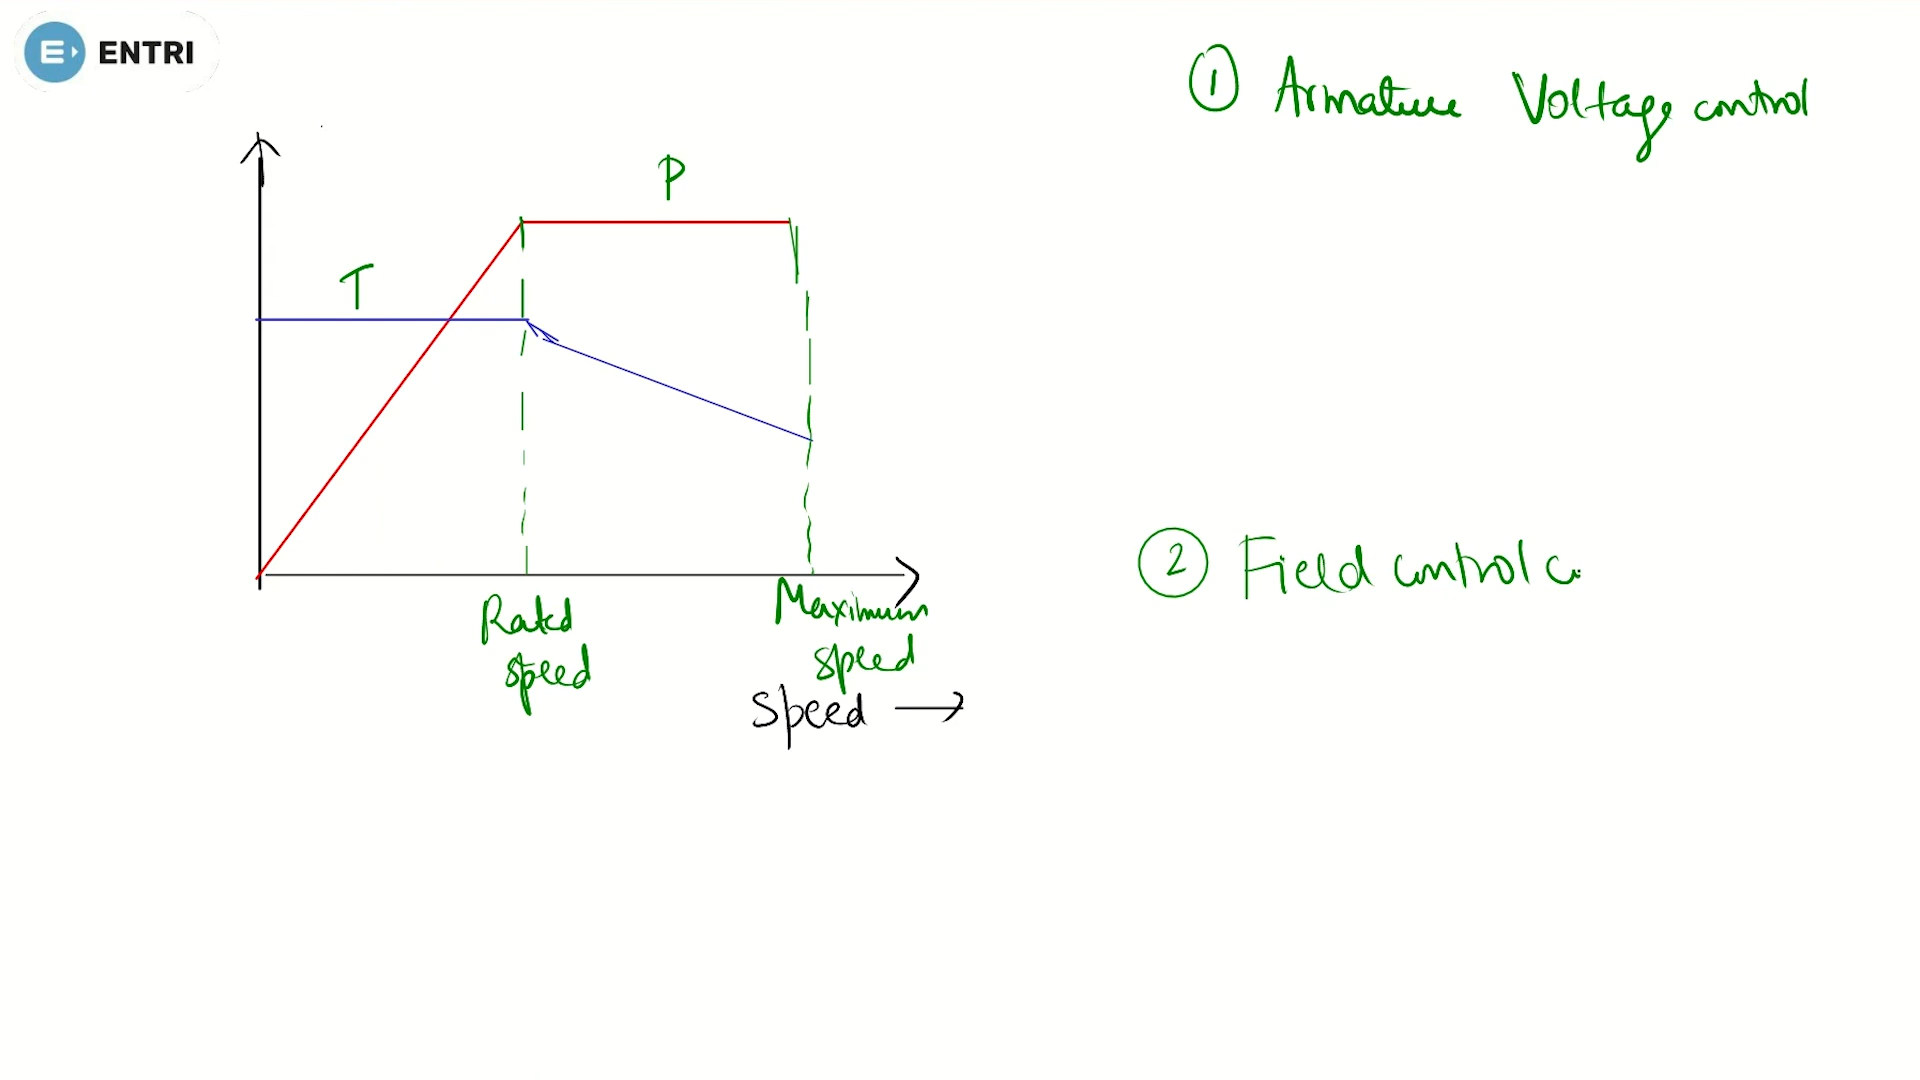 ENTRI
① Armature Voltage control
P
T
② Field control c
Rated
speed
Maximum
speed
Speed →